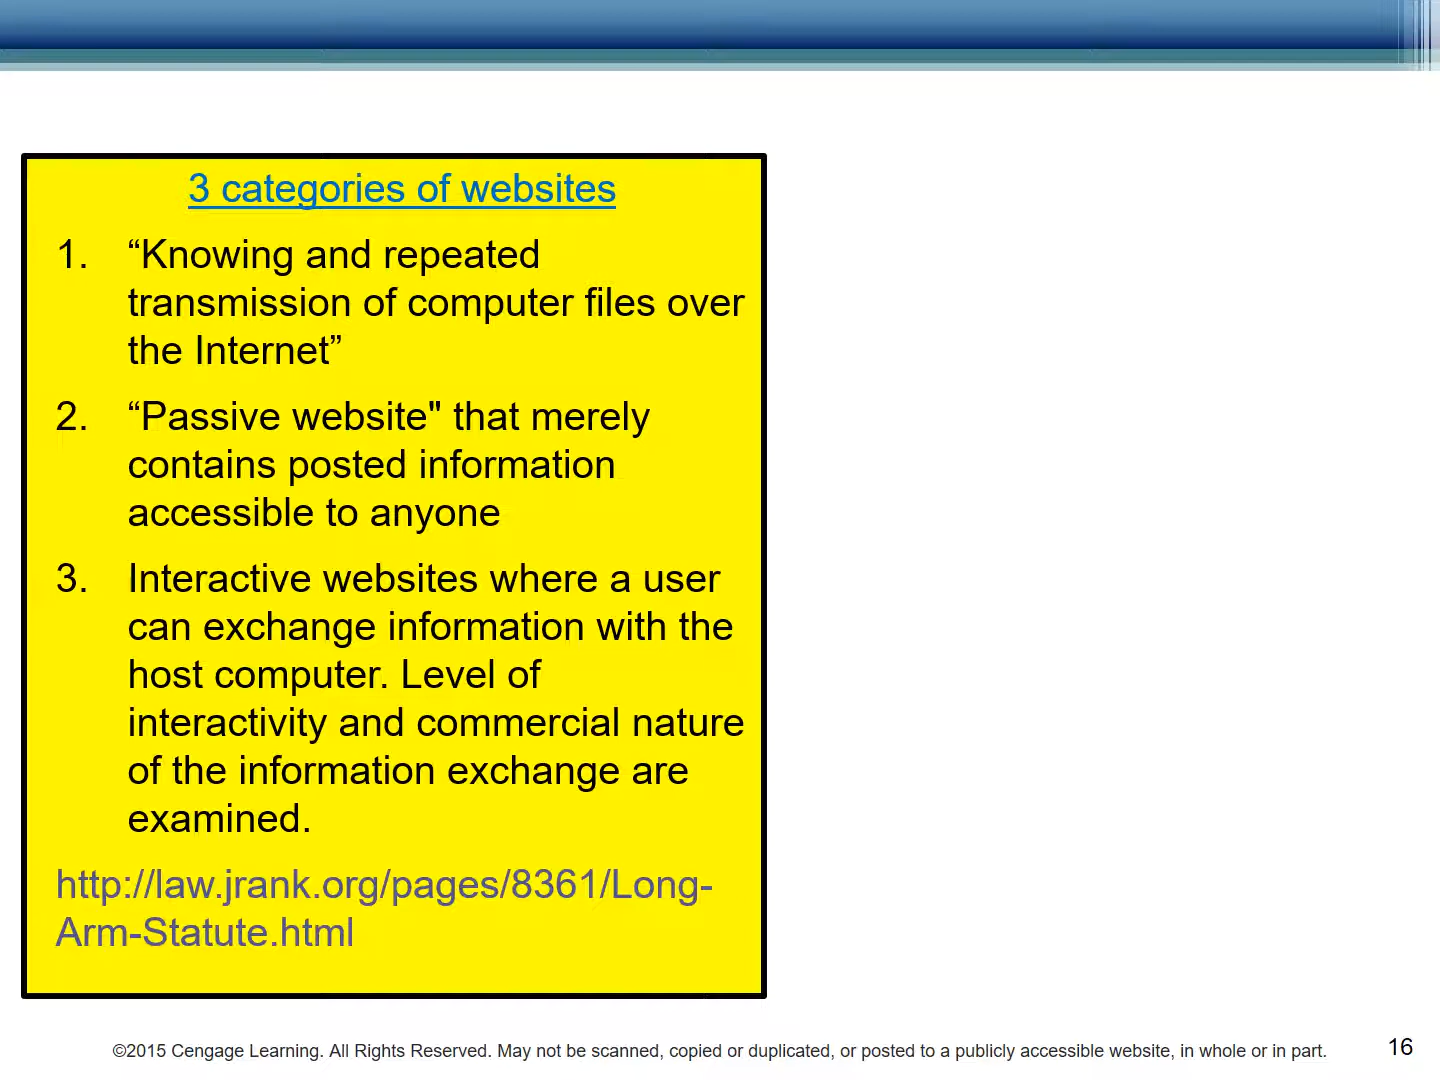 3 categories of websites
1. “Knowing and repeated
transmission of computer files over
the Internet”
2. “Passive website" that merely
contains posted information
accessible to anyone
3. Interactive websites where a user
can exchange information with the
host computer. Level of
interactivity and commercial nature
of the information exchange are
examined.
http://law.jrank.org/pages/8361/Long-
Arm-Statute.html
©2015 Cengage Learning. All Rights Reserved. May not be scanned, copied or duplicated, or posted to a publicly accessible website, in whole or in part.
16